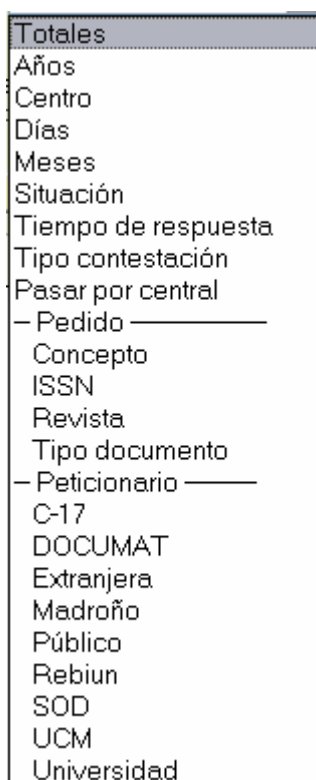 Totales
Años
Centro
Días
Meses
Situación
Tiempo de respuesta
Tipo contestación
Pasar por central
– Pedido ––––––––
Concepto
ISSN
Revista
Tipo documento
– Peticionario ––––
C-17
DOCUMAT
Extranjera
Madroño
Público
Rebiun
SOD
UCM
Universidad